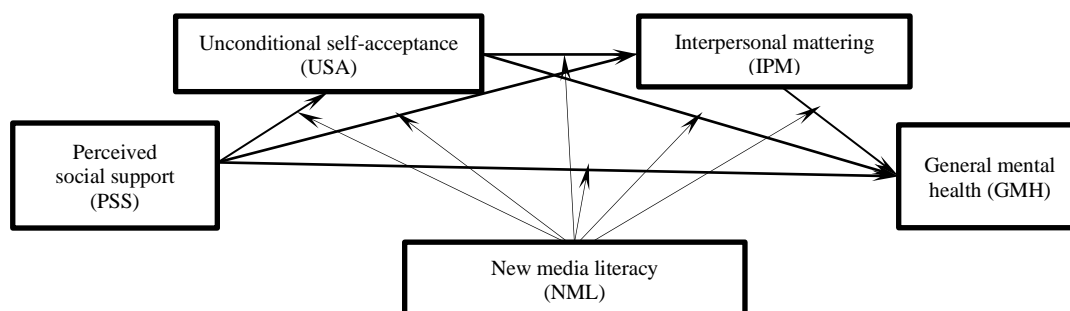 Unconditional self-acceptance
(USA)
Interpersonal mattering
(IPM)
Perceived
social support
(PSS)
General mental
health (GMH)
New media literacy
(NML)